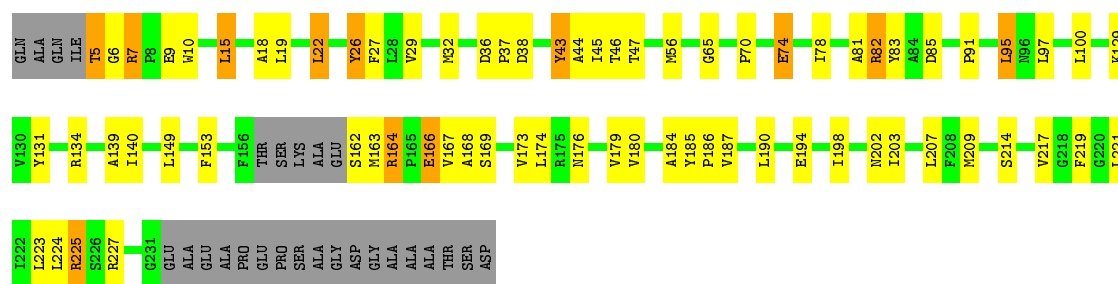 GLN ALA GLN ILE T5 G6 R7 P8 E9 W10 L15 A18 L19 L22 Y26 F27 L28 V29 M32 D36 P37 D38 Y43 A44 I45 T46 T47 M56 G65 P70 E74 I78 A81 R82 Y83 A84 D85 P91 L95 N96 L97 L100 K129
V130 Y131 R134 A139 I140 L149 F153 F156 THR SER LYS ALA GLU S162 M163 R164 P165 E166 V167 A168 S169 V173 L174 R175 N176 V179 V180 A184 Y185 P186 V187 L190 E194 I198 N202 I203 L207 F208 M209 S214 V217 G218 F219 G220 L221
I222 L223 L224 R225 S226 R227 G231 GLU ALA GLU ALA PRO GLU PRO SER ALA GLY ASP GLY ALA ALA ALA THR SER ASP